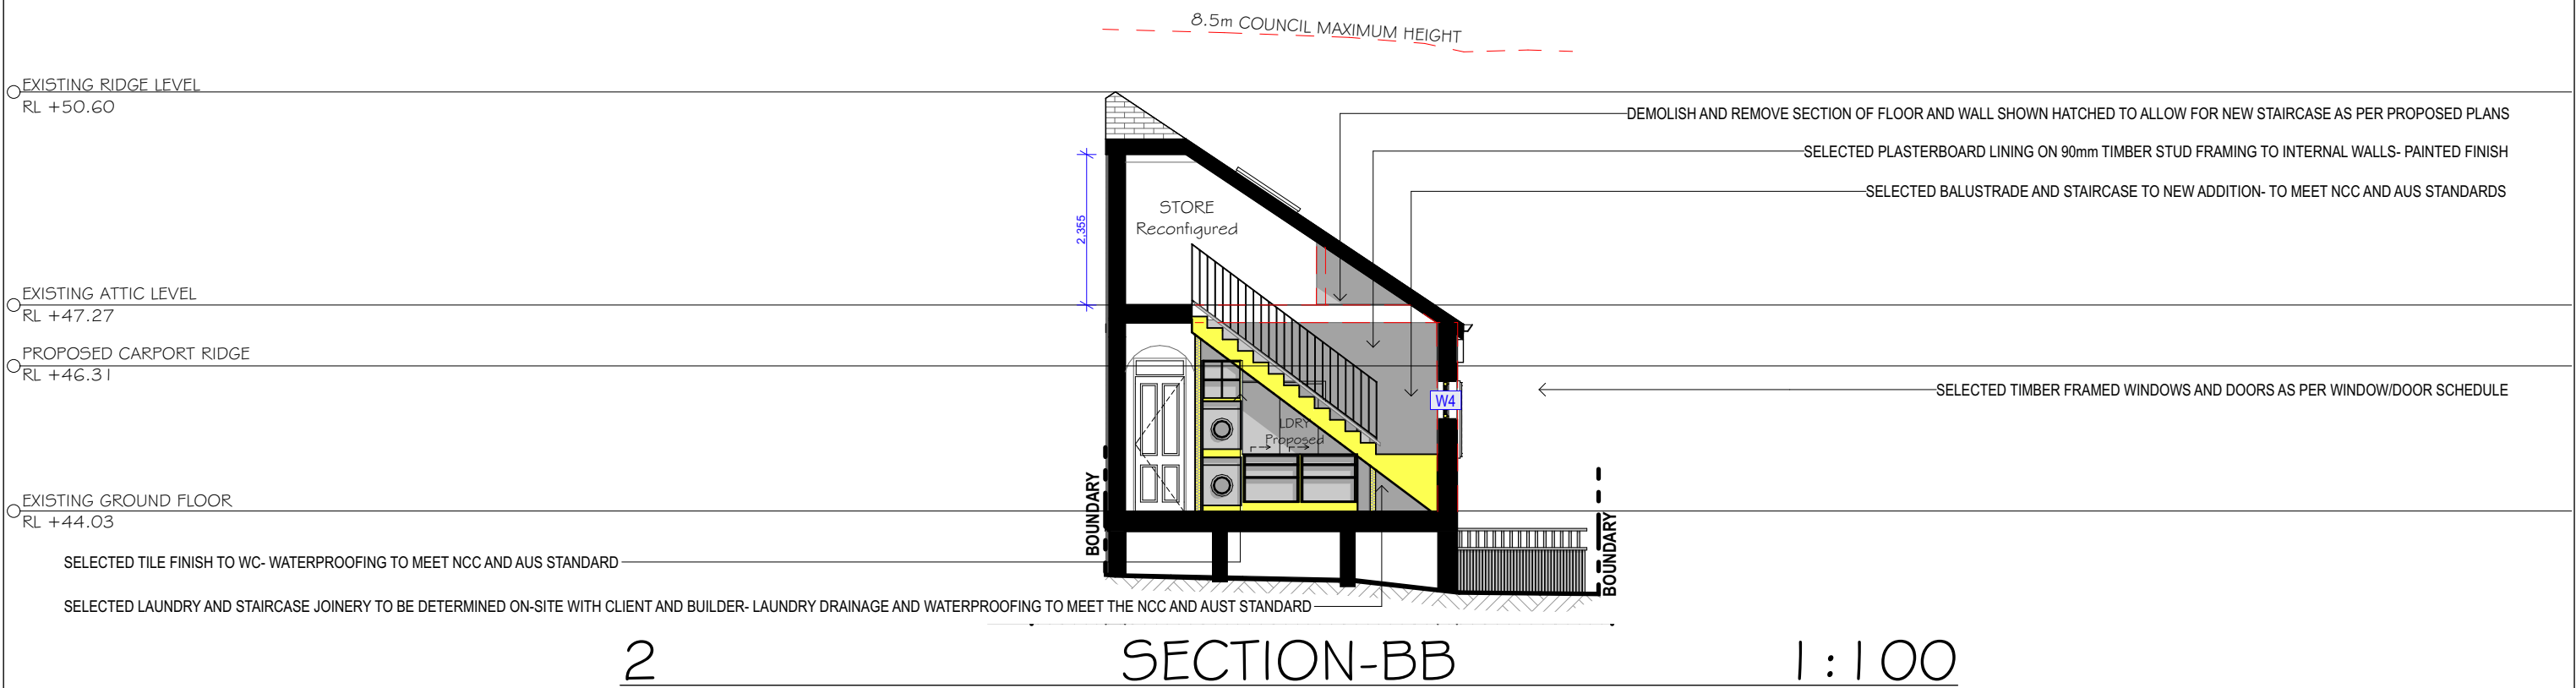 8.5m COUNCIL MAXIMUM HEIGHT
EXISTING RIDGE LEVEL
RL +50.60
DEMOLISH AND REMOVE SECTION OF FLOOR AND WALL SHOWN HATCHED TO ALLOW FOR NEW STAIRCASE AS PER PROPOSED PLANS
SELECTED PLASTERBOARD LINING ON 90mm TIMBER STUD FRAMING TO INTERNAL WALLS- PAINTED FINISH
SELECTED BALUSTRADE AND STAIRCASE TO NEW ADDITION- TO MEET NCC AND AUS STANDARDS
STORE
Reconfigured
2,355
EXISTING ATTIC LEVEL
RL +47.27
PROPOSED CARPORT RIDGE
RL +46.31
SELECTED TIMBER FRAMED WINDOWS AND DOORS AS PER WINDOW/DOOR SCHEDULE
W4
LDRY
Proposed
EXISTING GROUND FLOOR
RL +44.03
BOUNDARY
BOUNDARY
SELECTED TILE FINISH TO WC- WATERPROOFING TO MEET NCC AND AUS STANDARD
SELECTED LAUNDRY AND STAIRCASE JOINERY TO BE DETERMINED ON-SITE WITH CLIENT AND BUILDER- LAUNDRY DRAINAGE AND WATERPROOFING TO MEET THE NCC AND AUST STANDARD
2 SECTION-BB 1:100